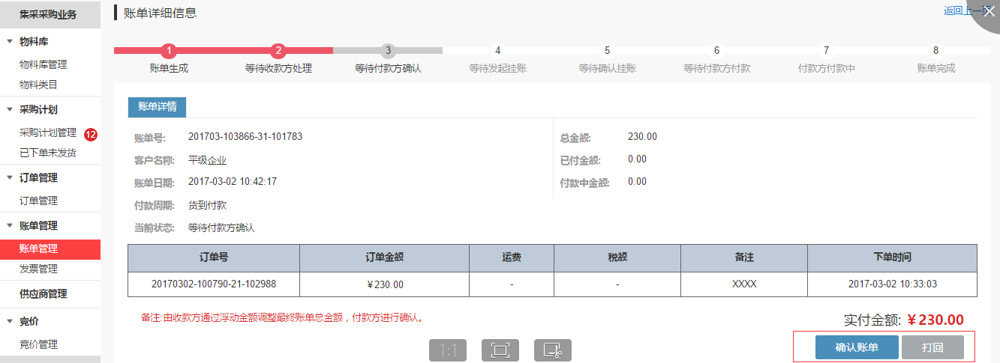 集采采购业务
物料库
物料库管理
物料类目
采购计划
采购计划管理 12
已下单未发货
订单管理
订单管理
账单管理
账单管理
发票管理
供应商管理
竞价
竞价管理
账单详细信息
返回上一页
1 2 3 4 5 6 7 8
账单生成 等待收款方处理 等待付款方确认 等待发起挂账 等待确认挂账 等待付款方付款 付款方付款中 账单完成
账单详情
账单号: 201703-103866-31-101783
客户名称: 平级企业
账单日期: 2017-03-02 10:42:17
付款周期: 货到付款
当前状态: 等待付款方确认
总金额: 230.00
已付金额: 0.00
付款中金额: 0.00
订单号 订单金额 运费 税额 备注 下单时间
20170302-100790-21-102988 ¥230.00 - - XXXX 2017-03-02 10:33:03
备注:由收款方通过浮动金额调整最终账单总金额，付款方进行确认。
实付金额: ¥230.00
确认账单 打回
1:1